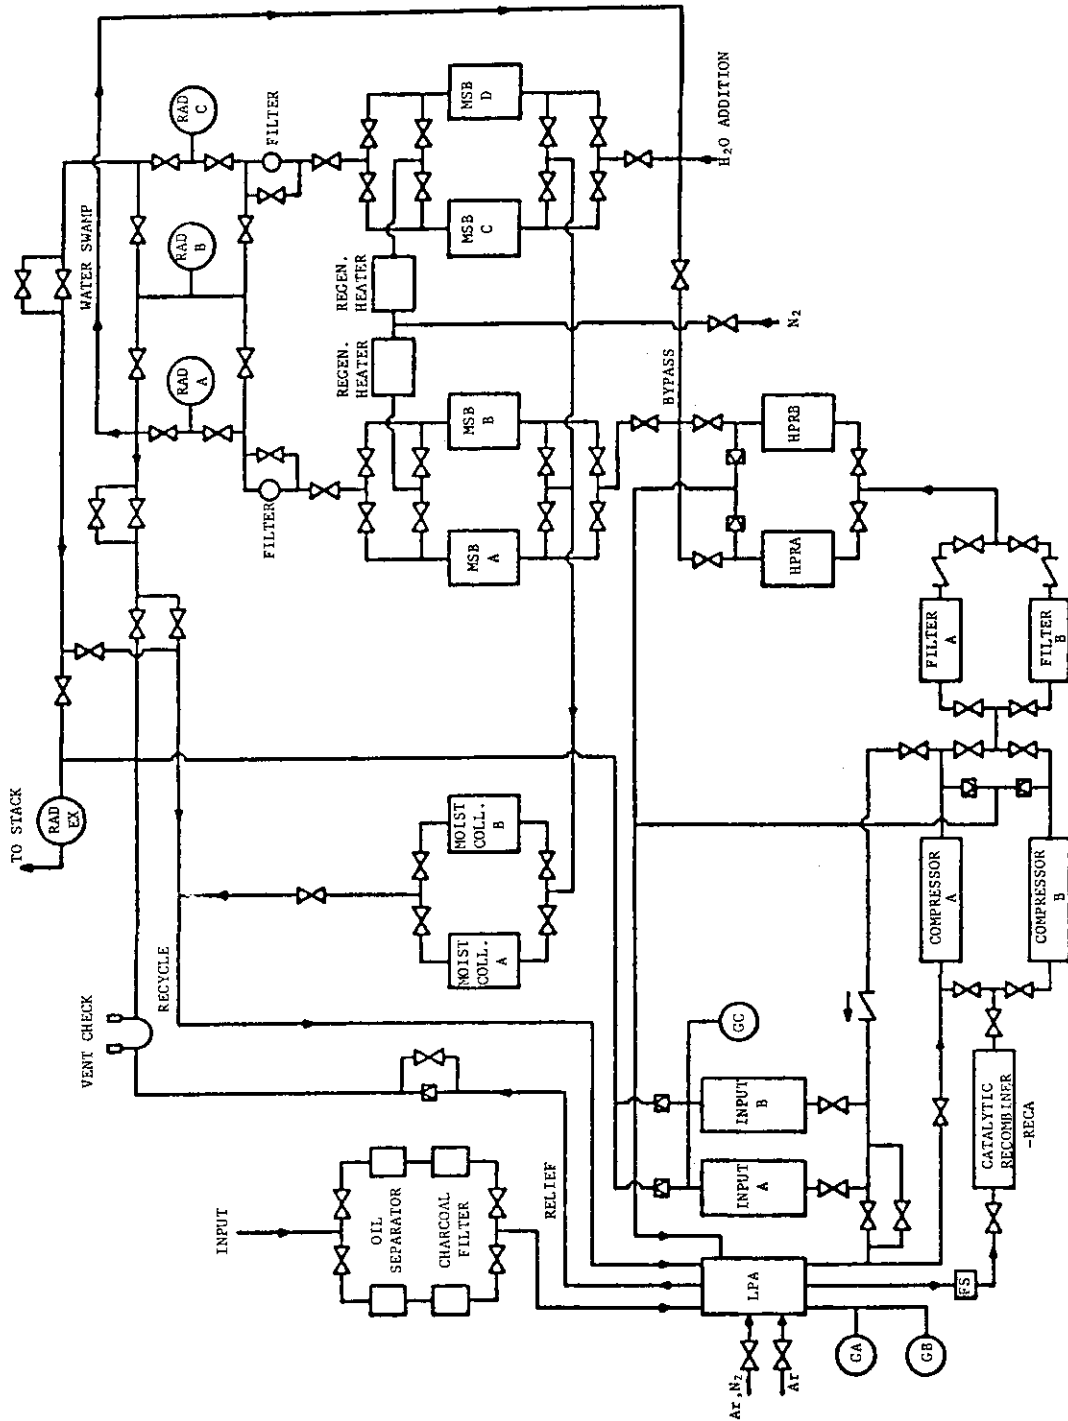 TO STACK
RAD
EX
WATER SWAMP
RAD
A
RAD
B
RAD
C
FILTER
FILTER
REGEN.
HEATER
REGEN.
HEATER
MSB
A
MSB
B
MSB
C
MSB
D
H₂O ADDITION
N₂
BYPASS
HPRA
HPRB
VENT CHECK
RECYCLE
MOIST
COLL.
A
MOIST
COLL.
B
INPUT
OIL
SEPARATOR
CHARCOAL
FILTER
RELIEF
GC
INPUT
A
INPUT
B
LPA
Ar,N₂
Ar
GA
GB
FS
CATALYTIC
RECOMBINER
-RECA
COMPRESSOR
A
COMPRESSOR
B
FILTER
A
FILTER
B